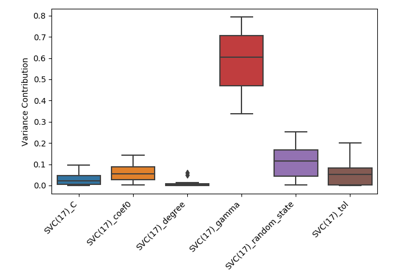 0.8
0.7
0.6
0.5
0.4
0.3
0.2
0.1
0.0
Variance Contribution
SVC(17)_C
SVC(17)_coef0
SVC(17)_degree
SVC(17)_gamma
SVC(17)_random_state
SVC(17)_tol